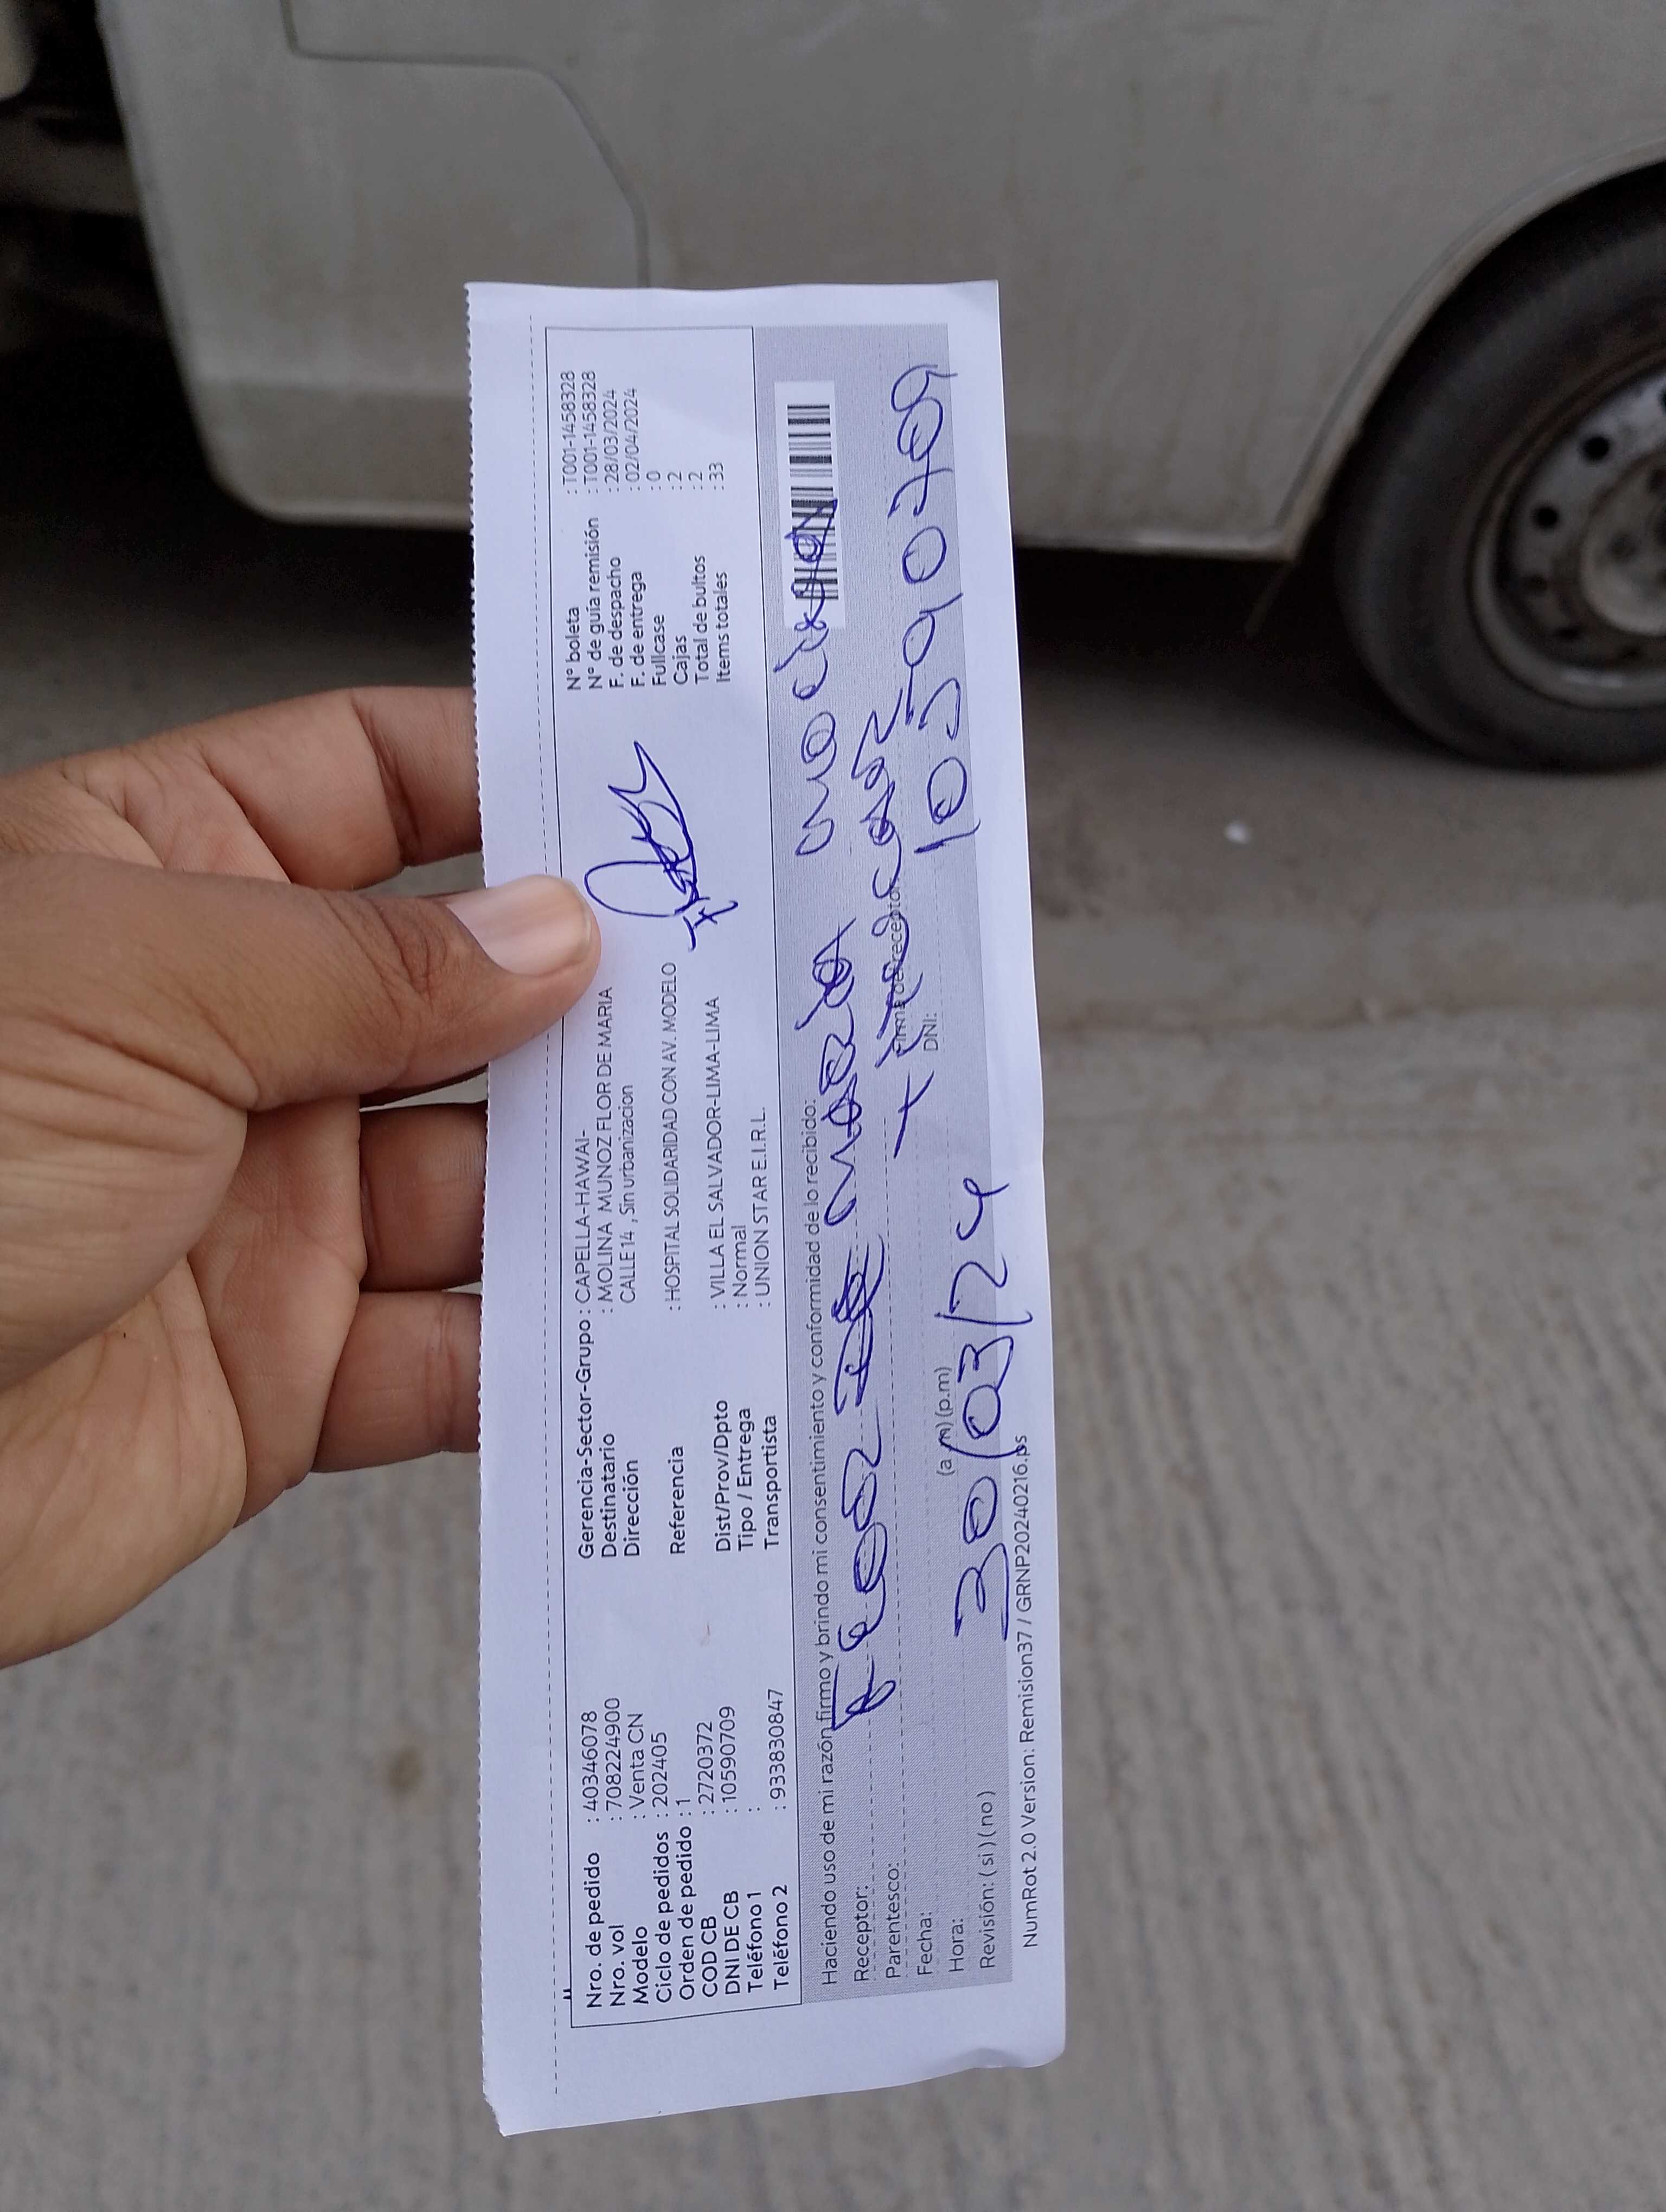 Nro. de pedido : 40346078
Nro. vol : 708224900
Modelo : Venta CN
Ciclo de pedidos : 202405
Orden de pedido : 1
COD CB : 2720372
DNI DE CB : 10590709
Teléfono 1 :
Teléfono 2 : 933830847
Gerencia-Sector-Grupo : CAPELLA-HAWAI-
Destinatario : MOLINA MUNOZ FLOR DE MARIA
Dirección CALLE 14 , Sin urbanizacion
Referencia : HOSPITAL SOLIDARIDAD CON AV. MODELO
Dist/Prov/Dpto : VILLA EL SALVADOR-LIMA-LIMA
Tipo / Entrega : Normal
Transportista : UNION STAR E.I.R.L.
N° boleta : T001-1458328
N° de guía remisión : T001-1458328
F. de despacho : 28/03/2024
F. de entrega : 02/04/2024
Fullcase : 0
Cajas : 2
Total de bultos : 2
Items totales : 33
Haciendo uso de mi razón firmo y brindo mi consentimiento y conformidad de lo recibido:
Receptor: Flor de Maria Molina
Parentesco:
Firma del receptor
Fecha: 30/03/24
DNI: 10590709
Hora: (a m) (p.m)
Revisión: ( si ) ( no )
NumRot 2.0 Version: Remision37 / GRNP20240216.ps